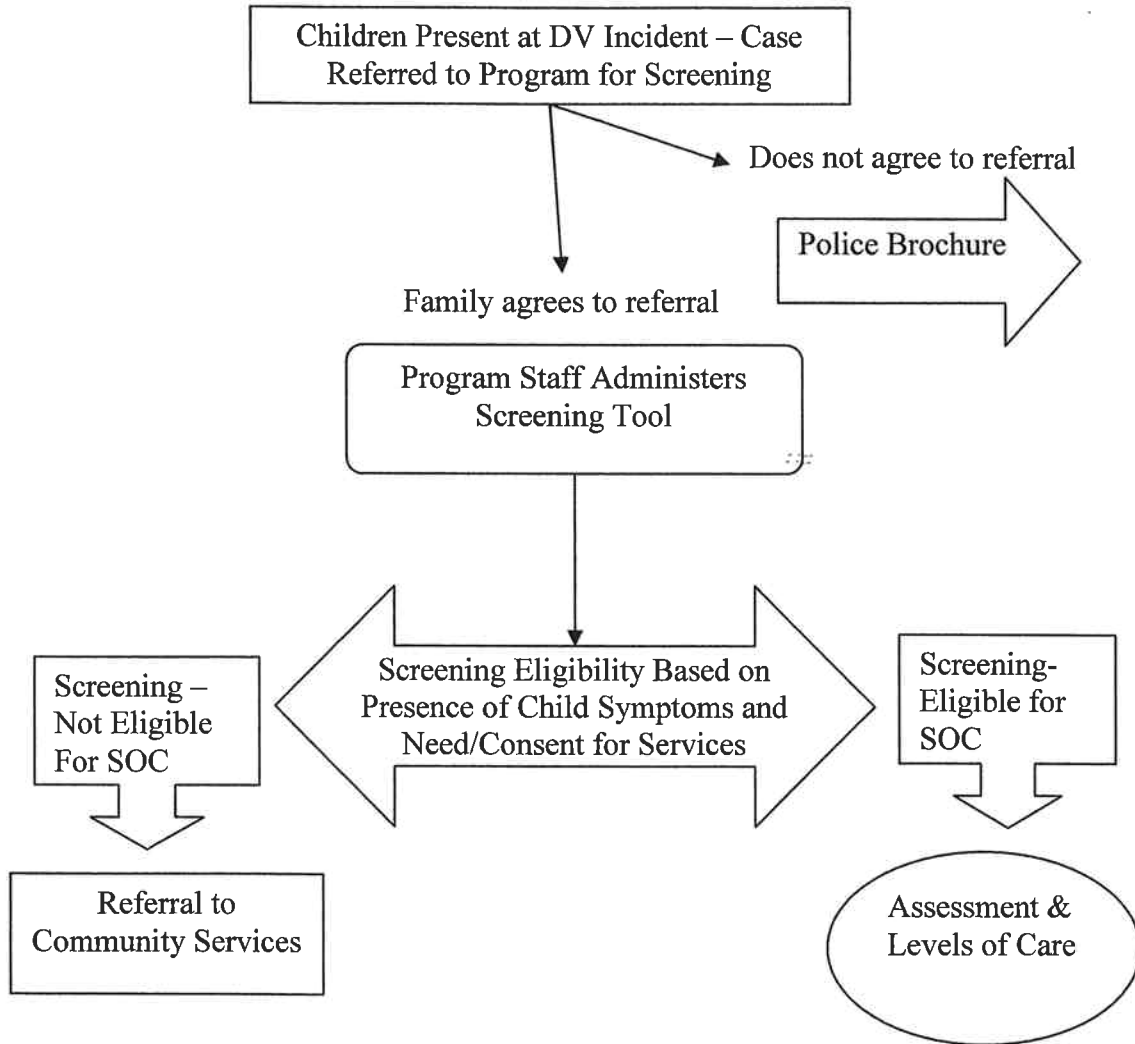 Children Present at DV Incident – Case
Referred to Program for Screening
Does not agree to referral
Police Brochure
Family agrees to referral
Program Staff Administers
Screening Tool
Screening –
Not Eligible
For SOC
Screening Eligibility Based on
Presence of Child Symptoms and
Need/Consent for Services
Screening-
Eligible for
SOC
Referral to
Community Services
Assessment &
Levels of Care